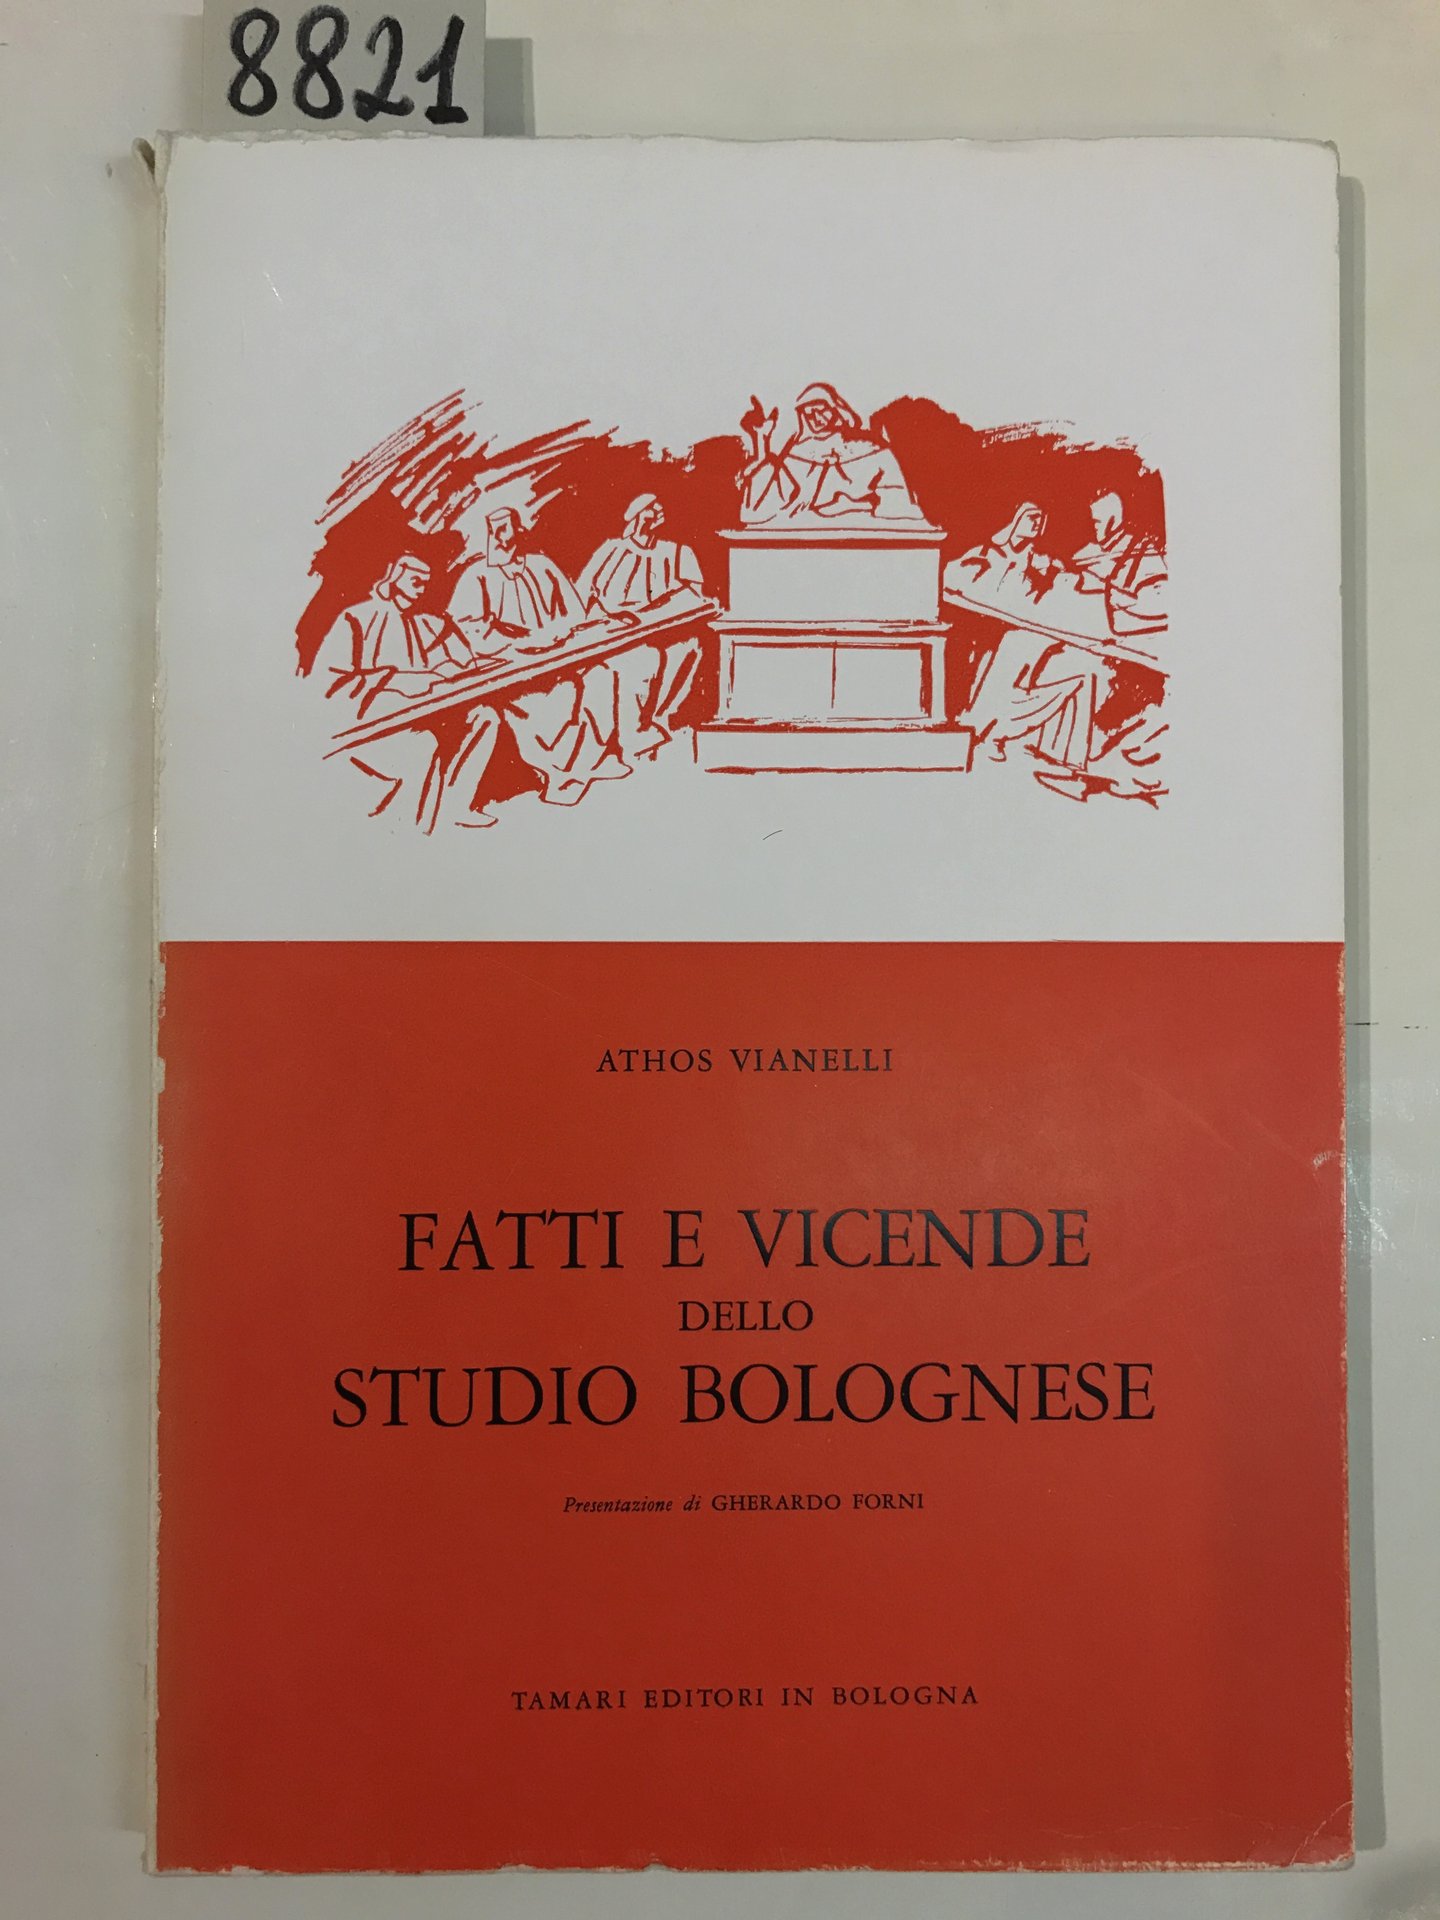 8821
ATHOS VIANELLI
FATTI E VICENDE
DELLO
STUDIO BOLOGNESE
Presentazione di GHERARDO FORNI
TAMARI EDITORI IN BOLOGNA